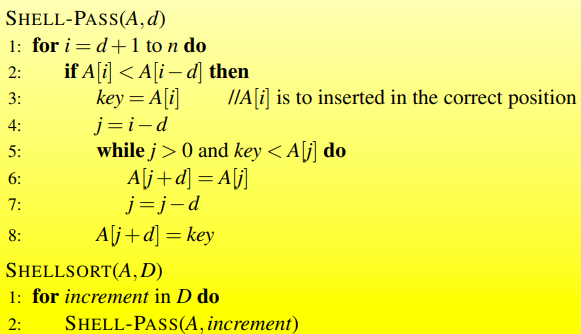 SHELL-PASS(A,d)
1: for i = d+1 to n do
2: if A[i] < A[i−d] then
3: key = A[i] //A[i] is to inserted in the correct position
4: j = i−d
5: while j > 0 and key < A[j] do
6: A[j+d] = A[j]
7: j = j−d
8: A[j+d] = key
SHELLSORT(A,D)
1: for increment in D do
2: SHELL-PASS(A,increment)